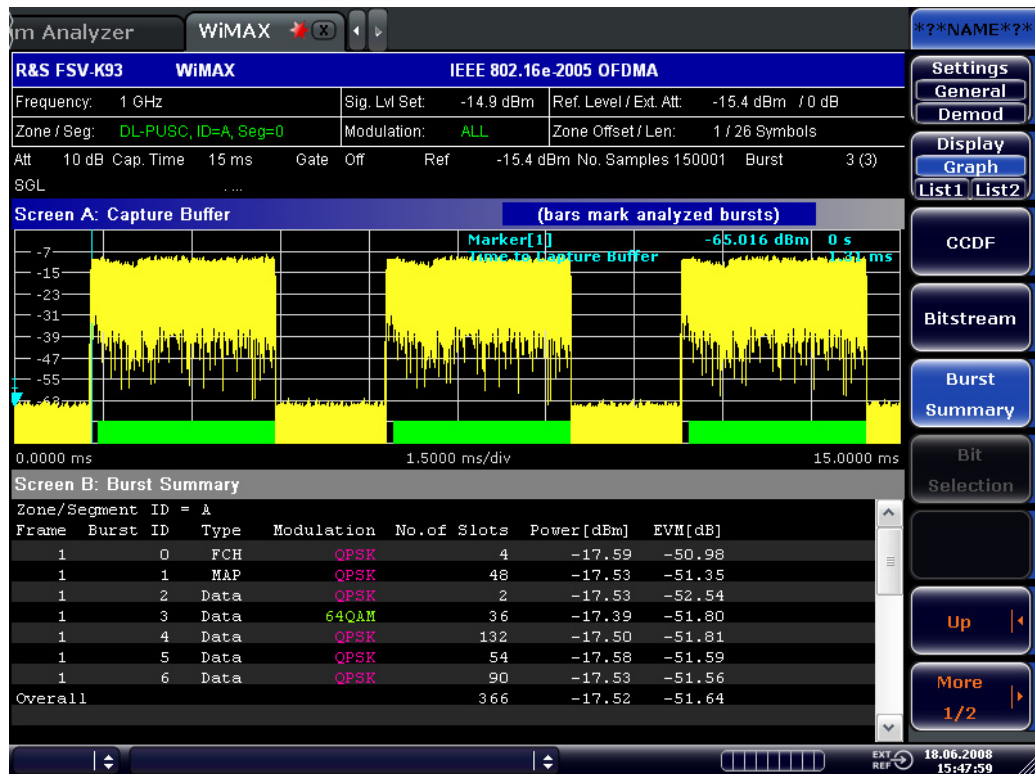 m Analyzer
WiMAX
X
*?*NAME*?*
R&S FSV-K93 WiMAX IEEE 802.16e-2005 OFDMA
Frequency: 1 GHz Sig. Lvl Set: -14.9 dBm Ref. Level / Ext. Att: -15.4 dBm / 0 dB
Zone / Seg: DL-PUSC, ID=A, Seg=0 Modulation: ALL Zone Offset / Len: 1 / 26 Symbols
Att 10 dB Cap. Time 15 ms Gate Off Ref -15.4 dBm No. Samples 150001 Burst 3 (3)
SGL . ...
Screen A: Capture Buffer (bars mark analyzed bursts)
Marker[1] -65.016 dBm 0 s
Time to Capture Buffer 1.31 ms
-7
-15
-23
-31
-39
-47
-55
-63
1
0.0000 ms 1.5000 ms/div 15.0000 ms
Screen B: Burst Summary
Zone/Segment ID = A
Frame Burst ID Type Modulation No.of Slots Power[dBm] EVM[dB]
1 0 FCH QPSK 4 -17.59 -50.98
1 1 MAP QPSK 48 -17.53 -51.35
1 2 Data QPSK 2 -17.53 -52.54
1 3 Data 64QAM 36 -17.39 -51.80
1 4 Data QPSK 132 -17.50 -51.81
1 5 Data QPSK 54 -17.58 -51.59
1 6 Data QPSK 90 -17.53 -51.56
Overall 366 -17.52 -51.64
Settings
General
Demod
Display
Graph
List1 List2
CCDF
Bitstream
Burst
Summary
Bit
Selection
Up
More
1/2
EXT
REF
18.06.2008
15:47:59